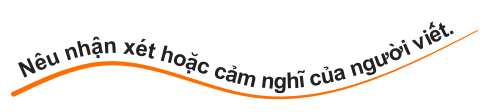 Nêu nhận xét hoặc cảm nghĩ của người viết.